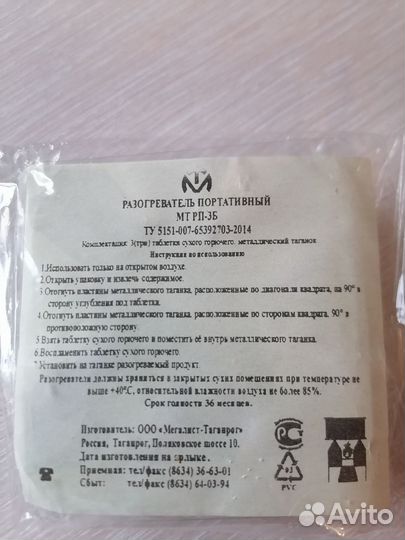 РАЗОГРЕВАТЕЛЬ ПОРТАТИВНЫЙ
МТ РП-3Б
ТУ 5151-007-65392703-2014
Комплектация: 3(три) таблетки сухого горючего, металлический таганок
Инструкция по использованию
1.Использовать только на открытом воздухе.
2.Открыть упаковку и извлечь содержимое.
3.Отогнуть пластины металлического таганка, расположенные по диагонали квадрата, на 90° в
сторону углубления под таблетка.
4.Отогнуть пластины металлического таганка, расположенные по сторонам квадрата, 90° в
противоположную сторону.
5.Взять таблетку сухого горючего и поместить её внутрь металлического таганка.
6.Воспламенить таблетку сухого горючего.
7.Установить на таганок разогреваемый продукт.
Разогреватели должны храниться в закрытых сухих помещениях при температуре не
выше +40°С, относительной влажности воздуха не более 85%.
Срок годности 36 месяцев.
Изготовитель: ООО «Мегалист-Таганрог»
Россия, Таганрог, Поляковское шоссе 10.
Дата изготовления на ярлыке.
Приемная: тел/факс (8634) 36-63-01
Сбыт: тел/факс (8634) 64-03-94
03
PVC
Avito